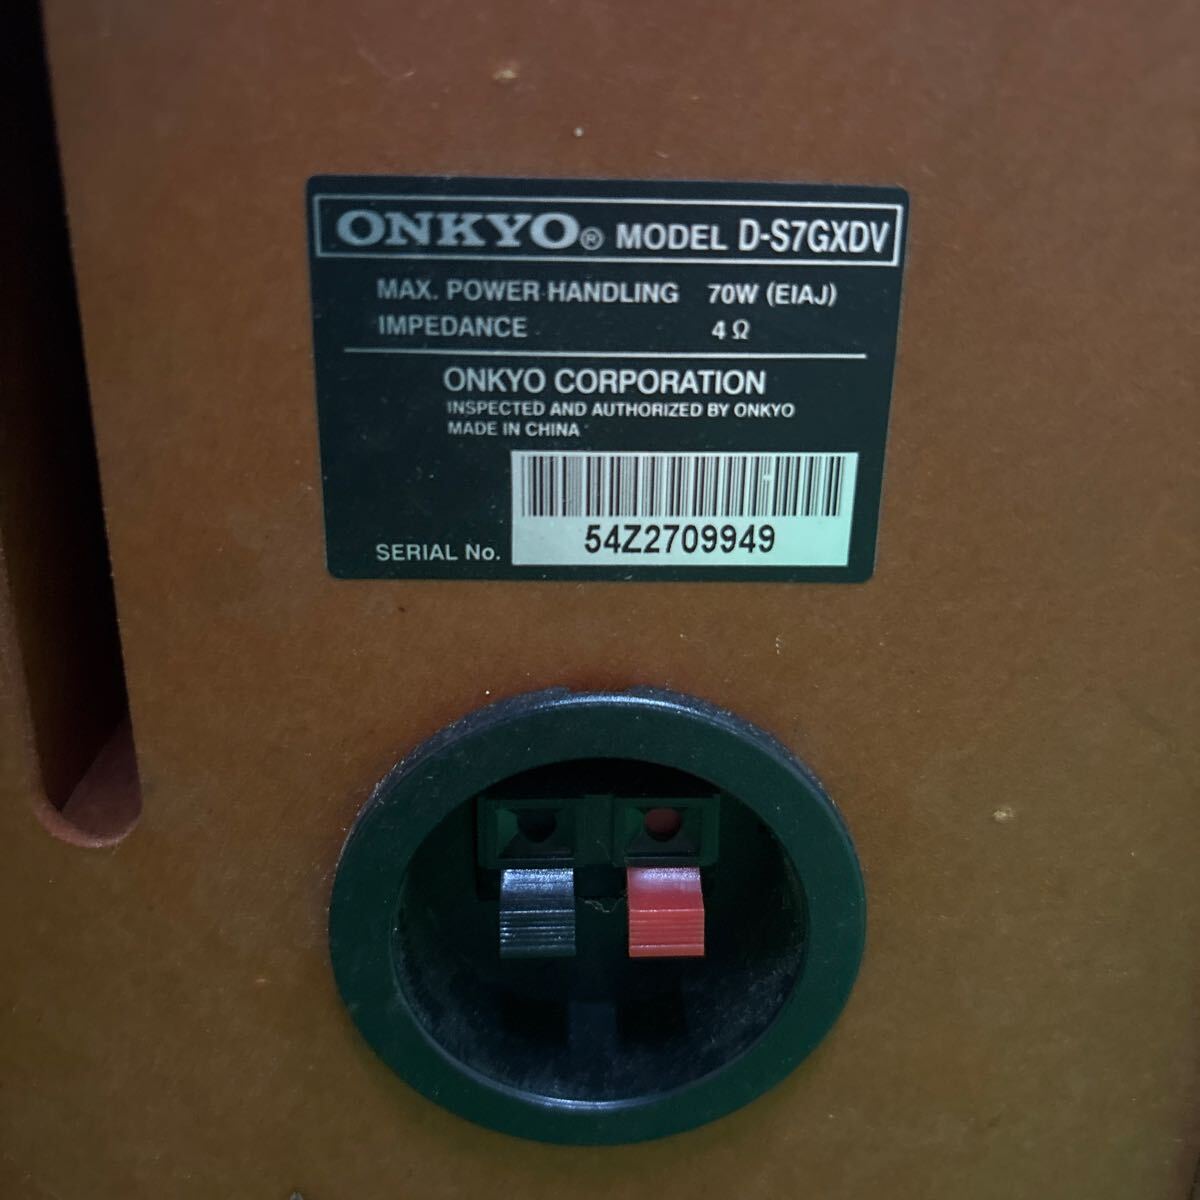 ONKYO® MODEL D-S7GXDV
MAX. POWER HANDLING 70W (EIAJ)
IMPEDANCE 4 Ω
ONKYO CORPORATION
INSPECTED AND AUTHORIZED BY ONKYO
MADE IN CHINA
SERIAL No. 54Z2709949